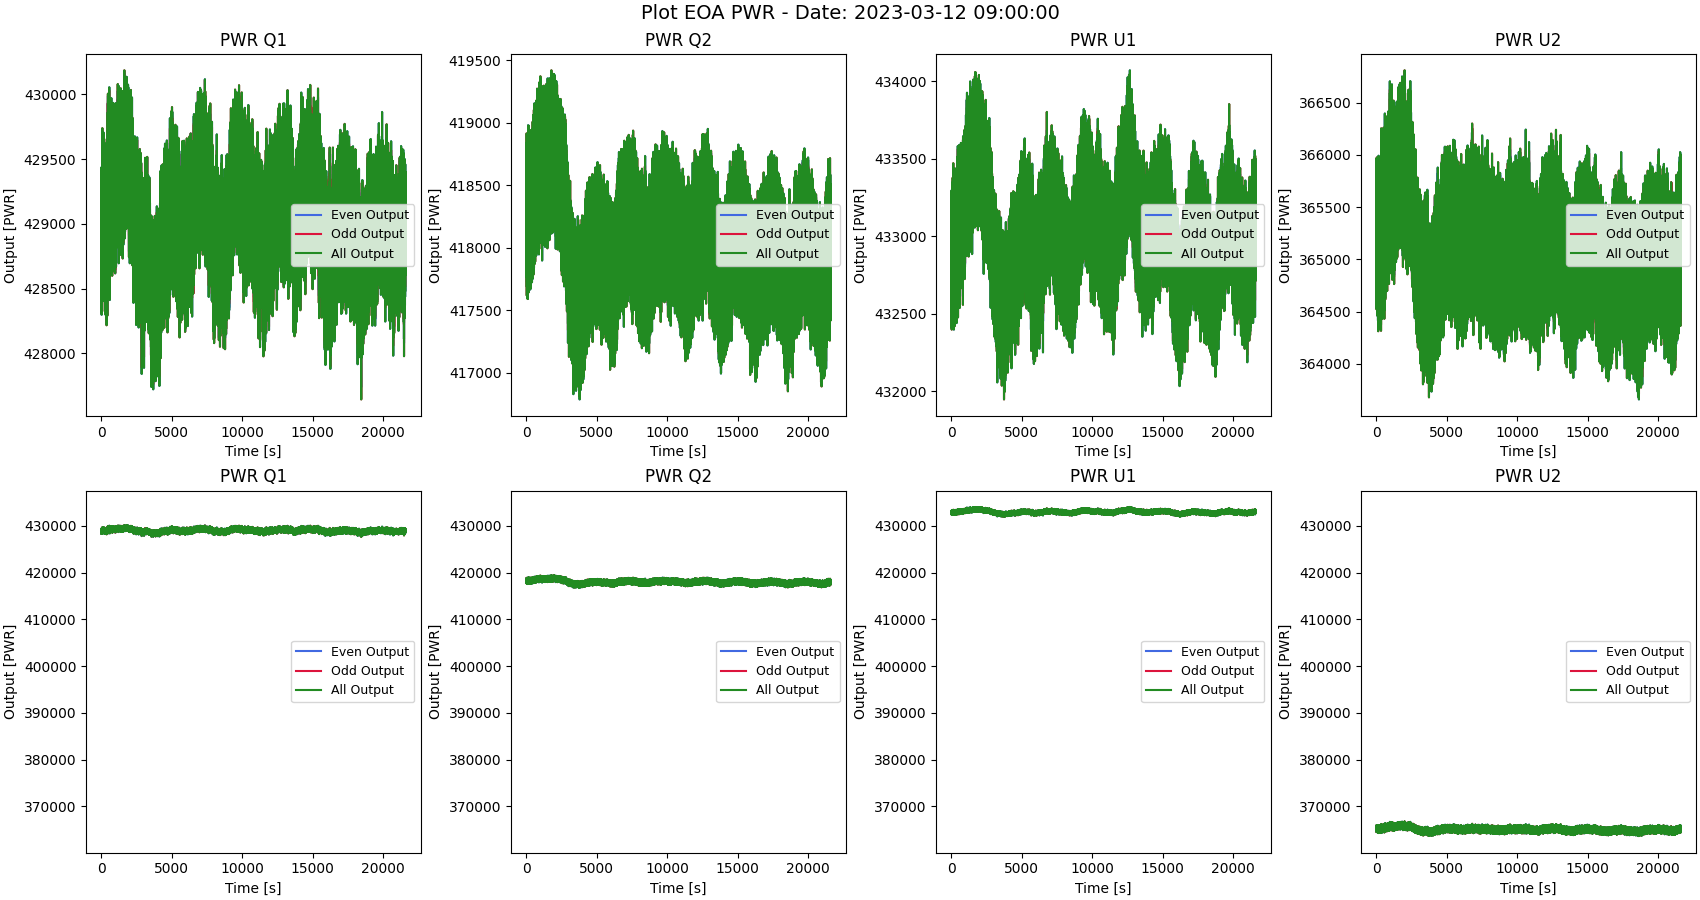 Plot EOA PWR - Date: 2023-03-12 09:00:00
PWR Q1
Output [PWR]
430000
429500
429000
428500
428000
Even Output
Odd Output
All Output
0 5000 10000 15000 20000
Time [s]
PWR Q2
Output [PWR]
419500
419000
418500
418000
417500
417000
Even Output
Odd Output
All Output
0 5000 10000 15000 20000
Time [s]
PWR U1
Output [PWR]
434000
433500
433000
432500
432000
Even Output
Odd Output
All Output
0 5000 10000 15000 20000
Time [s]
PWR U2
Output [PWR]
366500
366000
365500
365000
364500
364000
Even Output
Odd Output
All Output
0 5000 10000 15000 20000
Time [s]
PWR Q1
Output [PWR]
430000
420000
410000
400000
390000
380000
370000
Even Output
Odd Output
All Output
0 5000 10000 15000 20000
Time [s]
PWR Q2
Output [PWR]
430000
420000
410000
400000
390000
380000
370000
Even Output
Odd Output
All Output
0 5000 10000 15000 20000
Time [s]
PWR U1
Output [PWR]
430000
420000
410000
400000
390000
380000
370000
Even Output
Odd Output
All Output
0 5000 10000 15000 20000
Time [s]
PWR U2
Output [PWR]
430000
420000
410000
400000
390000
380000
370000
Even Output
Odd Output
All Output
0 5000 10000 15000 20000
Time [s]